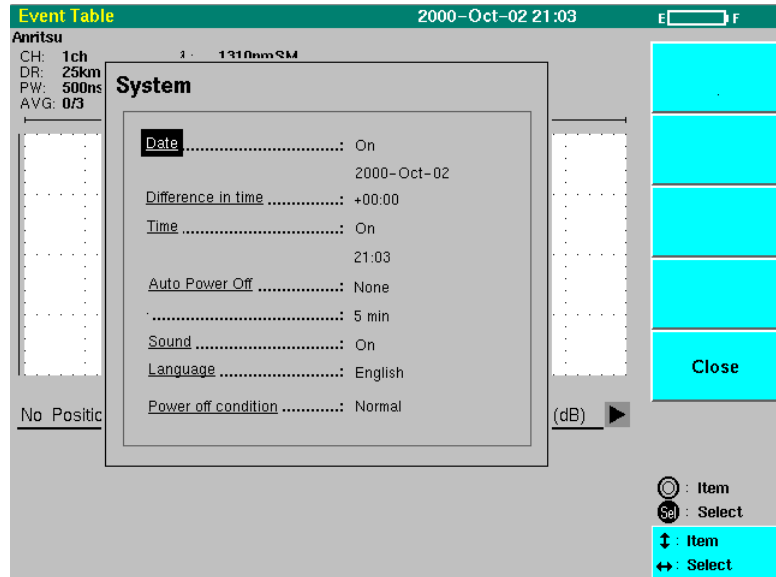 Event Table 2000-Oct-02 21:03 E F
Anritsu
CH: 1ch λ: 1310nmSM
DR: 25km
PW: 500ns
AVG: 0/3
System
Date ..............................: On
2000-Oct-02
Difference in time ..............: +00:00
Time ..............................: On
21:03
Auto Power Off ................: None
...................................: 5 min
Sound ...........................: On
Language .......................: English
Power off condition ...........: Normal
Close
No Positic (dB)
: Item
Sel : Select
↕ : Item
↔ : Select